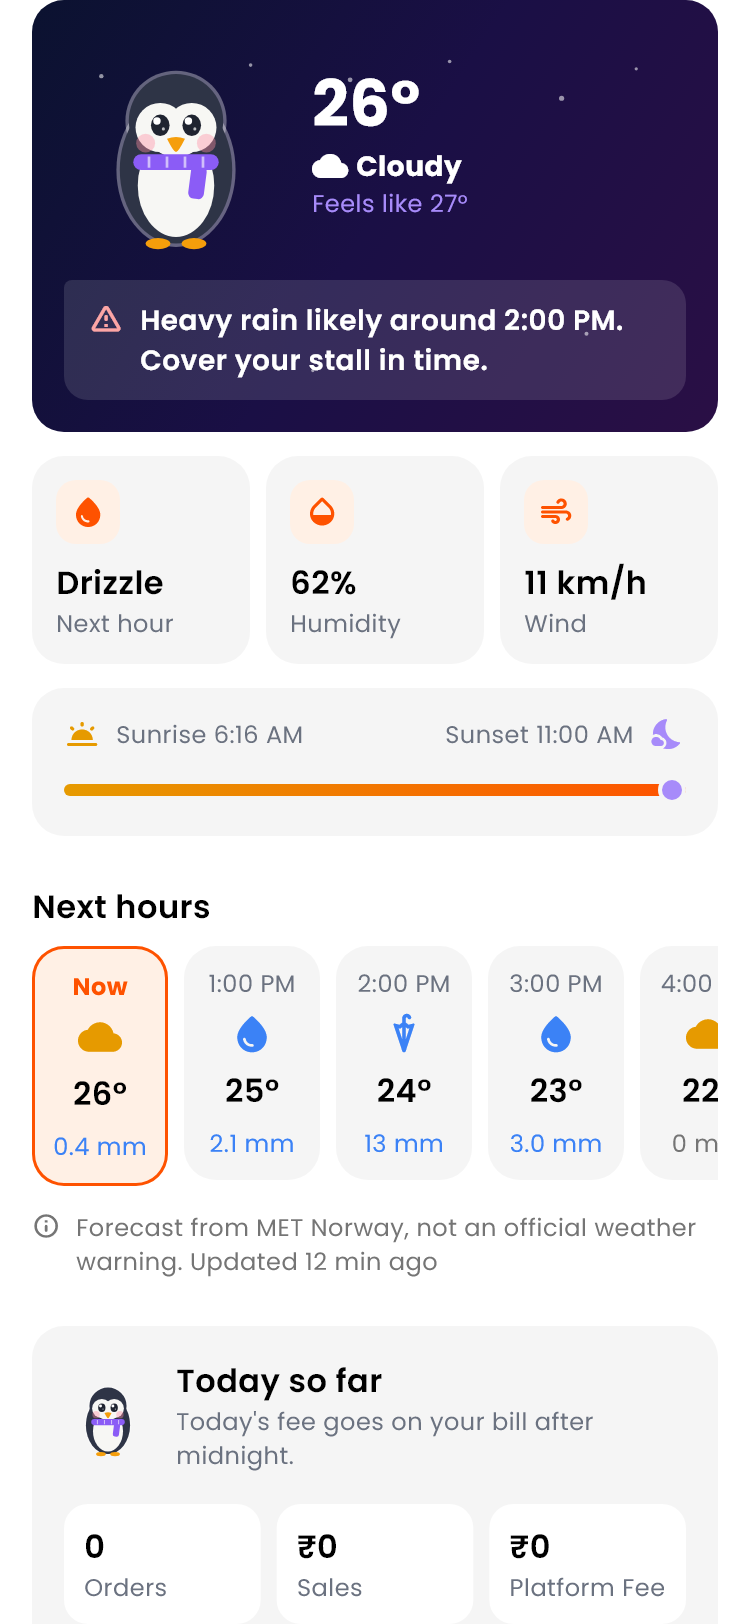 26°
Cloudy
Feels like 27°
Heavy rain likely around 2:00 PM.
Cover your stall in time.
Drizzle
Next hour
62%
Humidity
11 km/h
Wind
Sunrise 6:16 AM
Sunset 11:00 AM
Next hours
Now
26°
0.4 mm
1:00 PM
25°
2.1 mm
2:00 PM
24°
13 mm
3:00 PM
23°
3.0 mm
4:00
22
0 m
Forecast from MET Norway, not an official weather
warning. Updated 12 min ago
Today so far
Today's fee goes on your bill after
midnight.
0
Orders
₹0
Sales
₹0
Platform Fee